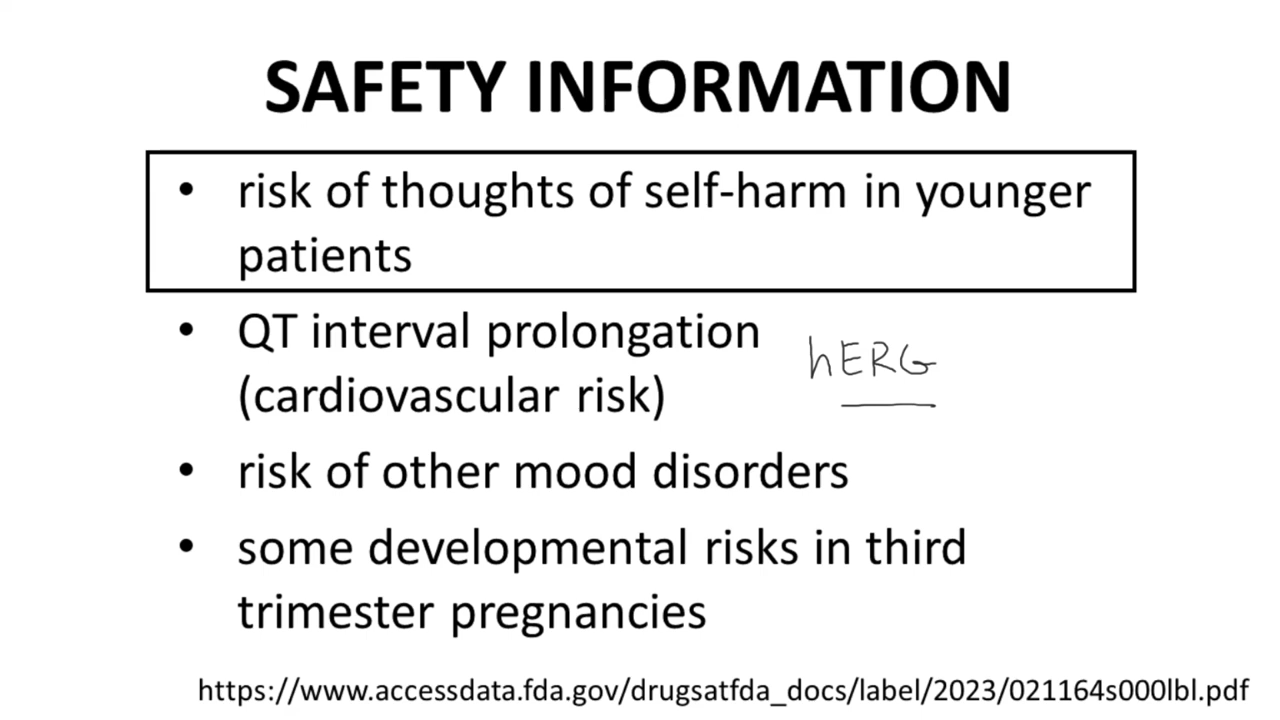 SAFETY INFORMATION
• risk of thoughts of self-harm in younger
patients
• QT interval prolongation
hERG
(cardiovascular risk)
• risk of other mood disorders
• some developmental risks in third
trimester pregnancies
https://www.accessdata.fda.gov/drugsatfda_docs/label/2023/021164s000lbl.pdf